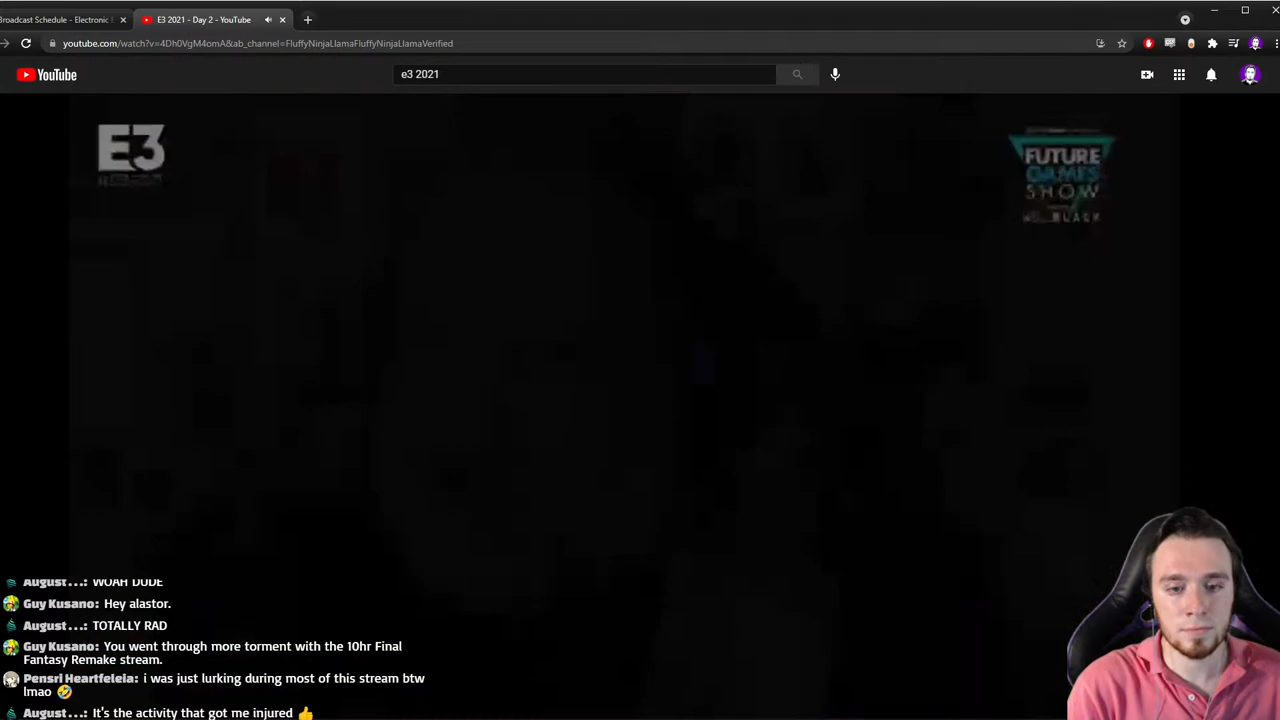 Broadcast Schedule - Electronic E
E3 2021 - Day 2 - YouTube
youtube.com/watch?v=4Dh0VgM4omA&ab_channel=FluffyNinjaLlamaFluffyNinjaLlamaVerified
YouTube
e3 2021
E3
FUTURE
GAMES
SHOW
BLACK
August...: WOAH DUDE
Guy Kusano: Hey alastor.
August...: TOTALLY RAD
Guy Kusano: You went through more torment with the 10hr Final
Fantasy Remake stream.
Pensri Heartfeleia: i was just lurking during most of this stream btw
lmao 🤣
August...: It's the activity that got me injured 👍